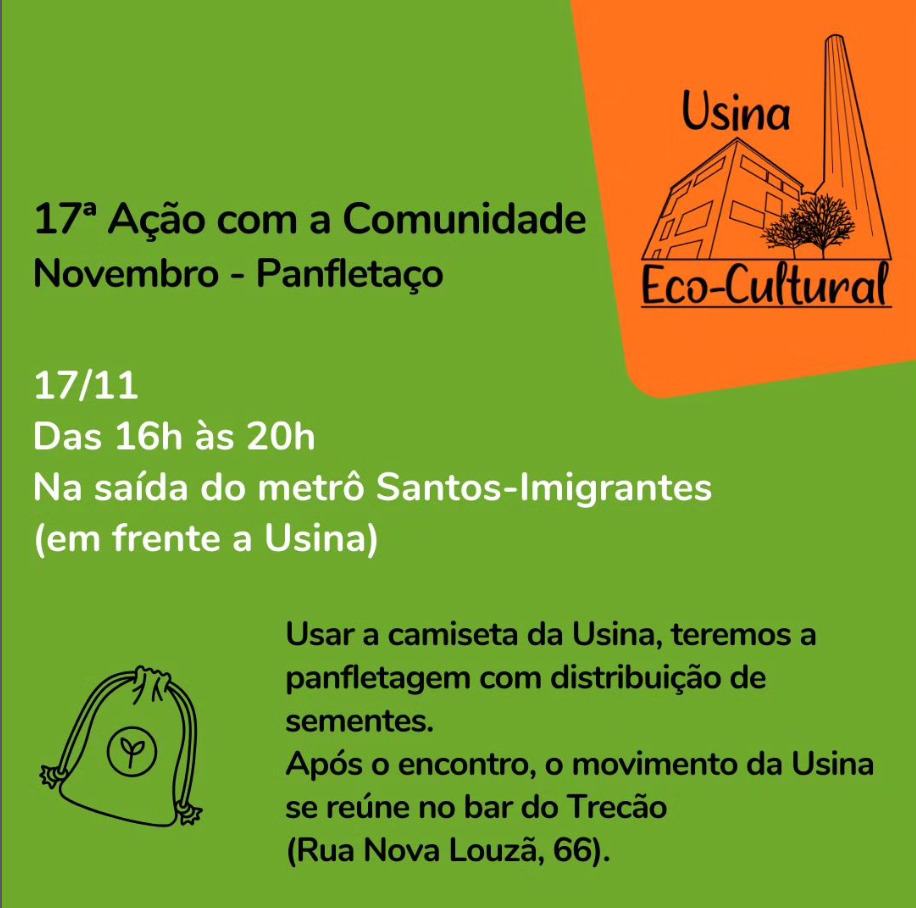 Usina
Eco-Cultural
17ª Ação com a Comunidade
Novembro - Panfletaço
17/11
Das 16h às 20h
Na saída do metrô Santos-Imigrantes
(em frente a Usina)
Usar a camiseta da Usina, teremos a
panfletagem com distribuição de
sementes.
Após o encontro, o movimento da Usina
se reúne no bar do Trecão
(Rua Nova Louzã, 66).